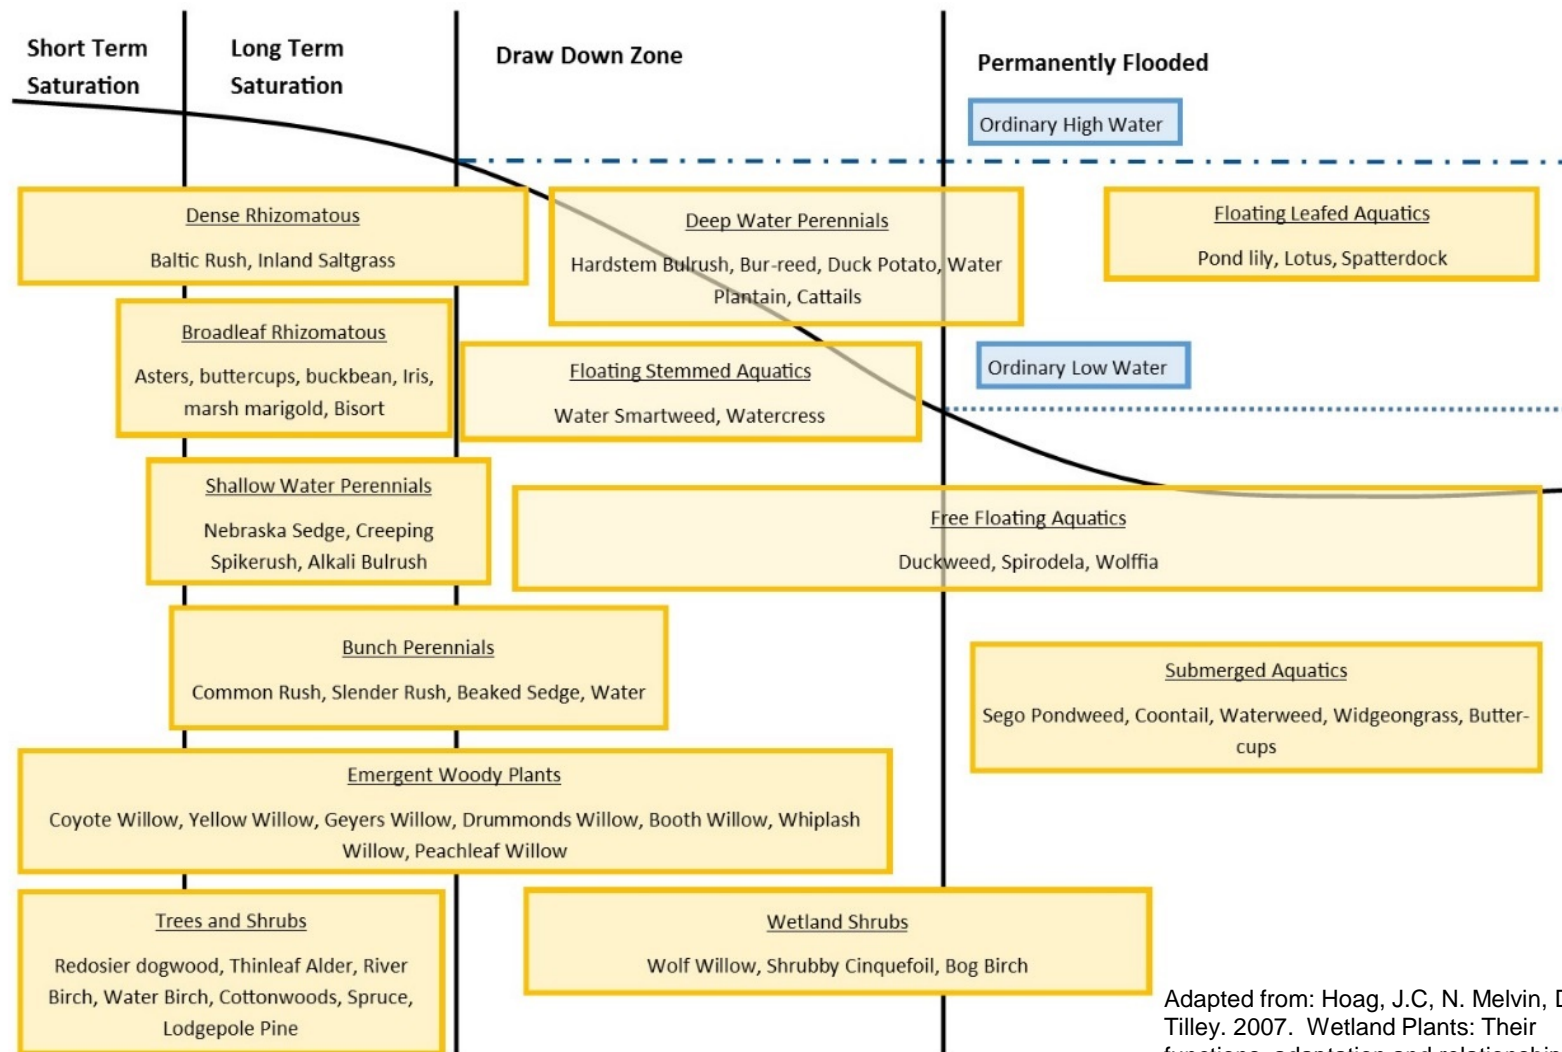 Short Term
Saturation
Long Term
Saturation
Draw Down Zone
Permanently Flooded
Ordinary High Water
Dense Rhizomatous
Baltic Rush, Inland Saltgrass
Deep Water Perennials
Hardstem Bulrush, Bur-reed, Duck Potato, Water
Plantain, Cattails
Floating Leafed Aquatics
Pond lily, Lotus, Spatterdock
Broadleaf Rhizomatous
Asters, buttercups, buckbean, Iris,
marsh marigold, Bisort
Floating Stemmed Aquatics
Water Smartweed, Watercress
Ordinary Low Water
Shallow Water Perennials
Nebraska Sedge, Creeping
Spikerush, Alkali Bulrush
Free Floating Aquatics
Duckweed, Spirodela, Wolffia
Bunch Perennials
Common Rush, Slender Rush, Beaked Sedge, Water
Submerged Aquatics
Sego Pondweed, Coontail, Waterweed, Widgeongrass, Butter-
cups
Emergent Woody Plants
Coyote Willow, Yellow Willow, Geyers Willow, Drummonds Willow, Booth Willow, Whiplash
Willow, Peachleaf Willow
Trees and Shrubs
Redosier dogwood, Thinleaf Alder, River
Birch, Water Birch, Cottonwoods, Spruce,
Lodgepole Pine
Wetland Shrubs
Wolf Willow, Shrubby Cinquefoil, Bog Birch
Adapted from: Hoag, J.C, N. Melvin,
Tilley. 2007. Wetland Plants: Their
functions, adaptation and relationship